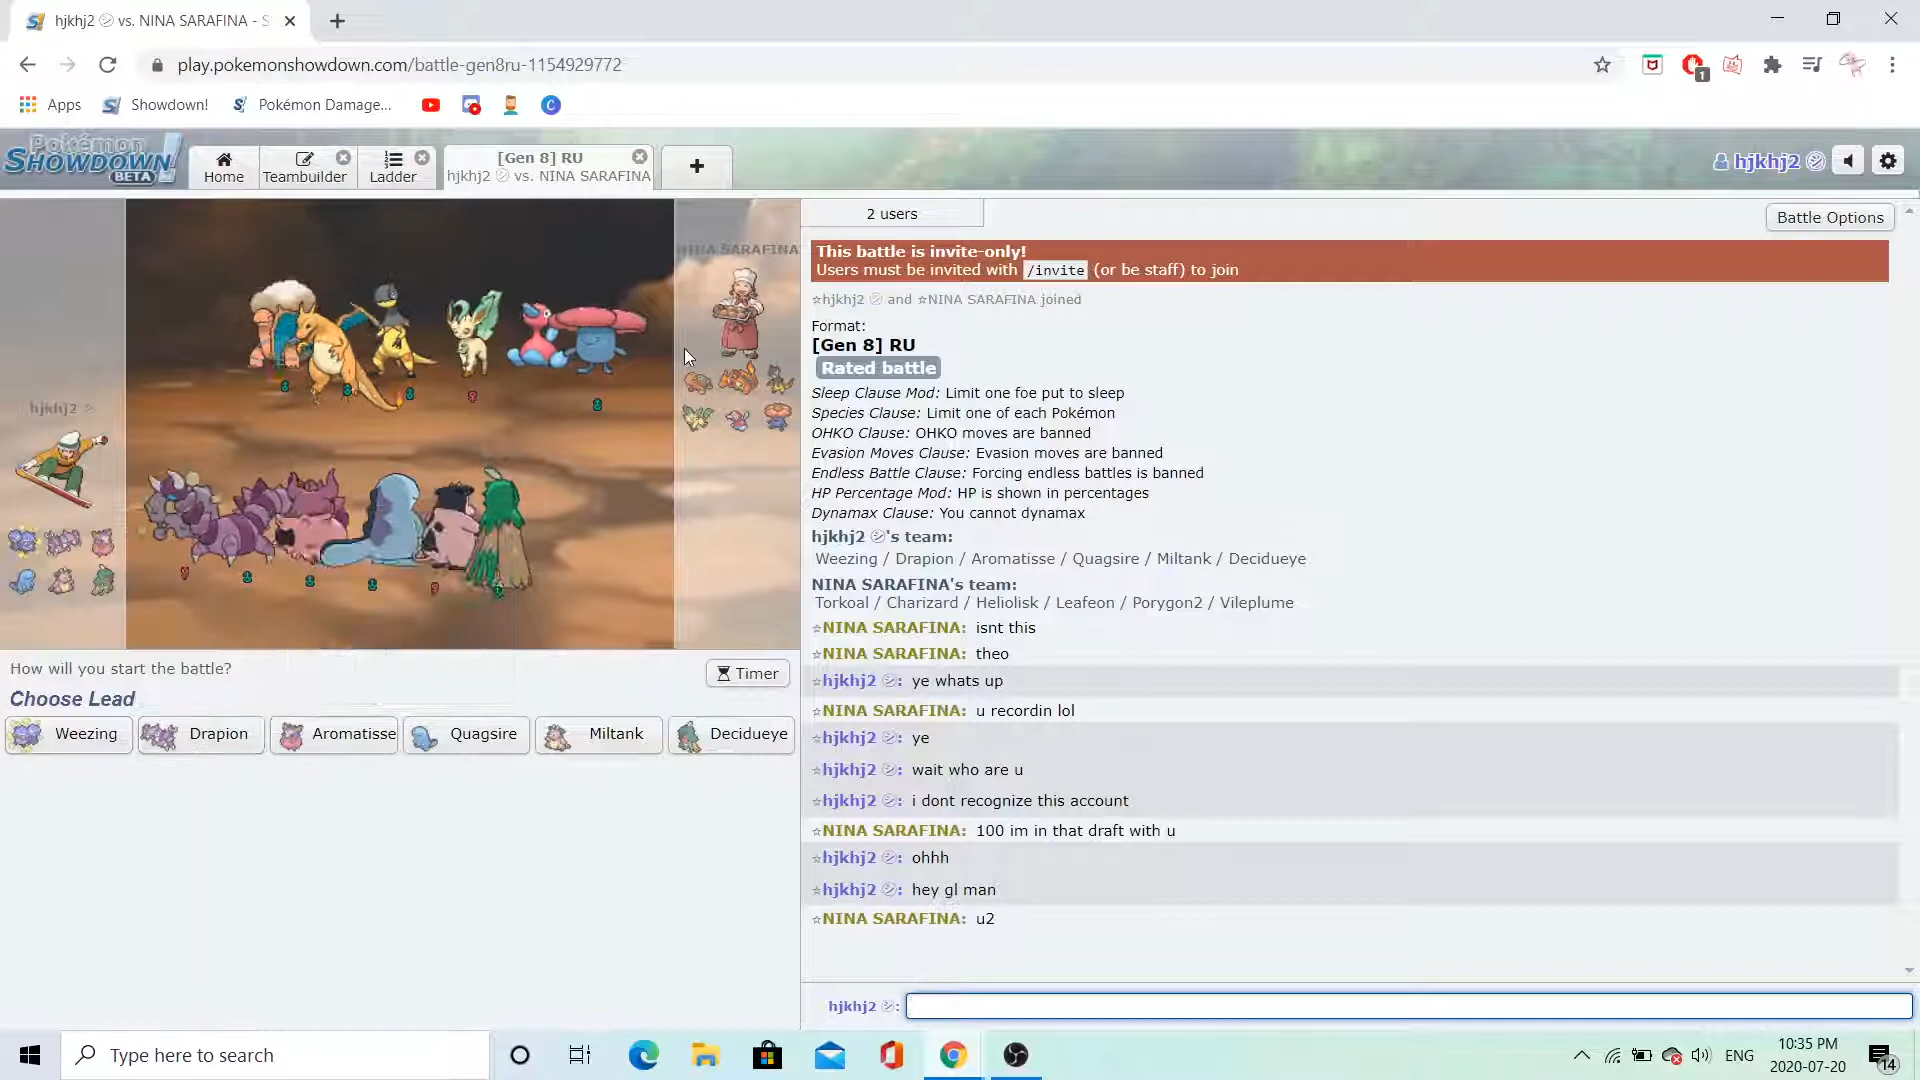 hjkhj2 vs. NINA SARAFINA - S
play.pokemonshowdown.com/battle-gen8ru-1154929772
1
Apps
Showdown!
Pokémon Damage...
Pokémon
SHOWDOWN!
BETA
Home
Teambuilder
Ladder
[Gen 8] RU
hjkhj2 vs. NINA SARAFINA
hjkhj2
2 users
Battle Options
NINA SARAFINA
hjkhj2
This battle is invite-only!
Users must be invited with /invite (or be staff) to join
☆hjkhj2 and ☆NINA SARAFINA joined
Format:
[Gen 8] RU
Rated battle
Sleep Clause Mod: Limit one foe put to sleep
Species Clause: Limit one of each Pokémon
OHKO Clause: OHKO moves are banned
Evasion Moves Clause: Evasion moves are banned
Endless Battle Clause: Forcing endless battles is banned
HP Percentage Mod: HP is shown in percentages
Dynamax Clause: You cannot dynamax
hjkhj2 's team:
Weezing / Drapion / Aromatisse / Quagsire / Miltank / Decidueye
NINA SARAFINA's team:
Torkoal / Charizard / Heliolisk / Leafeon / Porygon2 / Vileplume
☆NINA SARAFINA: isnt this
☆NINA SARAFINA: theo
☆hjkhj2 : ye whats up
☆NINA SARAFINA: u recordin lol
☆hjkhj2 : ye
☆hjkhj2 : wait who are u
☆hjkhj2 : i dont recognize this account
☆NINA SARAFINA: 100 im in that draft with u
☆hjkhj2 : ohhh
☆hjkhj2 : hey gl man
☆NINA SARAFINA: u2
hjkhj2 :
How will you start the battle?
Timer
Choose Lead
Weezing
Drapion
Aromatisse
Quagsire
Miltank
Decidueye
Type here to search
ENG
10:35 PM
2020-07-20
14